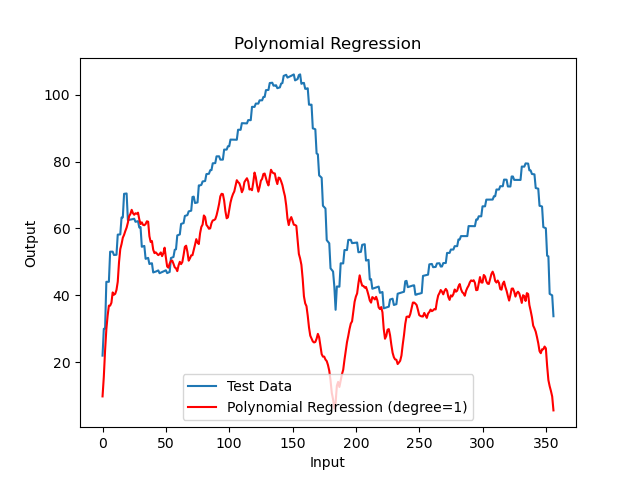 Polynomial Regression
100
80
60
40
20
Output
0 50 100 150 200 250 300 350
Input
Test Data
Polynomial Regression (degree=1)